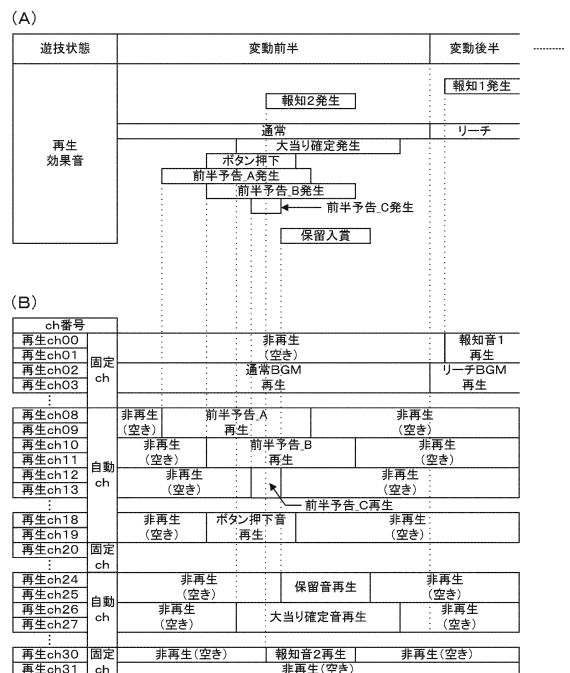 (A)
遊技状態 変動前半 変動後半
報知1発生
報知2発生
通常 リーチ
大当り確定発生
再生
効果音
ボタン押下
前半予告_A発生
前半予告_B発生
前半予告_C発生
保留入賞
(B)
ch番号
再生ch00
再生ch01
再生ch02
再生ch03
固定
ch
非再生
(空き)
報知音1
再生
通常BGM
再生
リーチBGM
再生
再生ch08
再生ch09
再生ch10
再生ch11
再生ch12
再生ch13
再生ch18
再生ch19
自動
ch
非再生
(空き)
前半予告_A
再生
非再生
(空き)
非再生
(空き)
前半予告_B
再生
非再生
(空き)
非再生
(空き)
非再生
(空き)
前半予告_C再生
非再生
(空き)
ボタン押下音
再生
非再生
(空き)
再生ch20
固定
ch
再生ch24
再生ch25
再生ch26
再生ch27
自動
ch
非再生
(空き)
保留音再生
非再生
(空き)
非再生
(空き)
大当り確定音再生
非再生
(空き)
再生ch30
再生ch31
固定
ch
非再生(空き) 報知音2再生 非再生(空き)
非再生(空き)